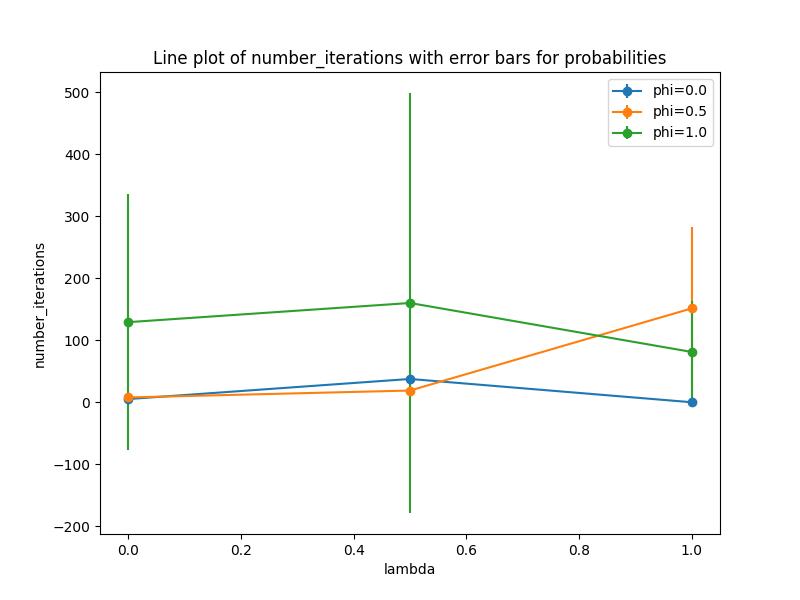 Line plot of number_iterations with error bars for probabilities
phi=0.0
phi=0.5
phi=1.0
500
400
300
200
100
0
−100
−200
number_iterations
0.0 0.2 0.4 0.6 0.8 1.0
lambda